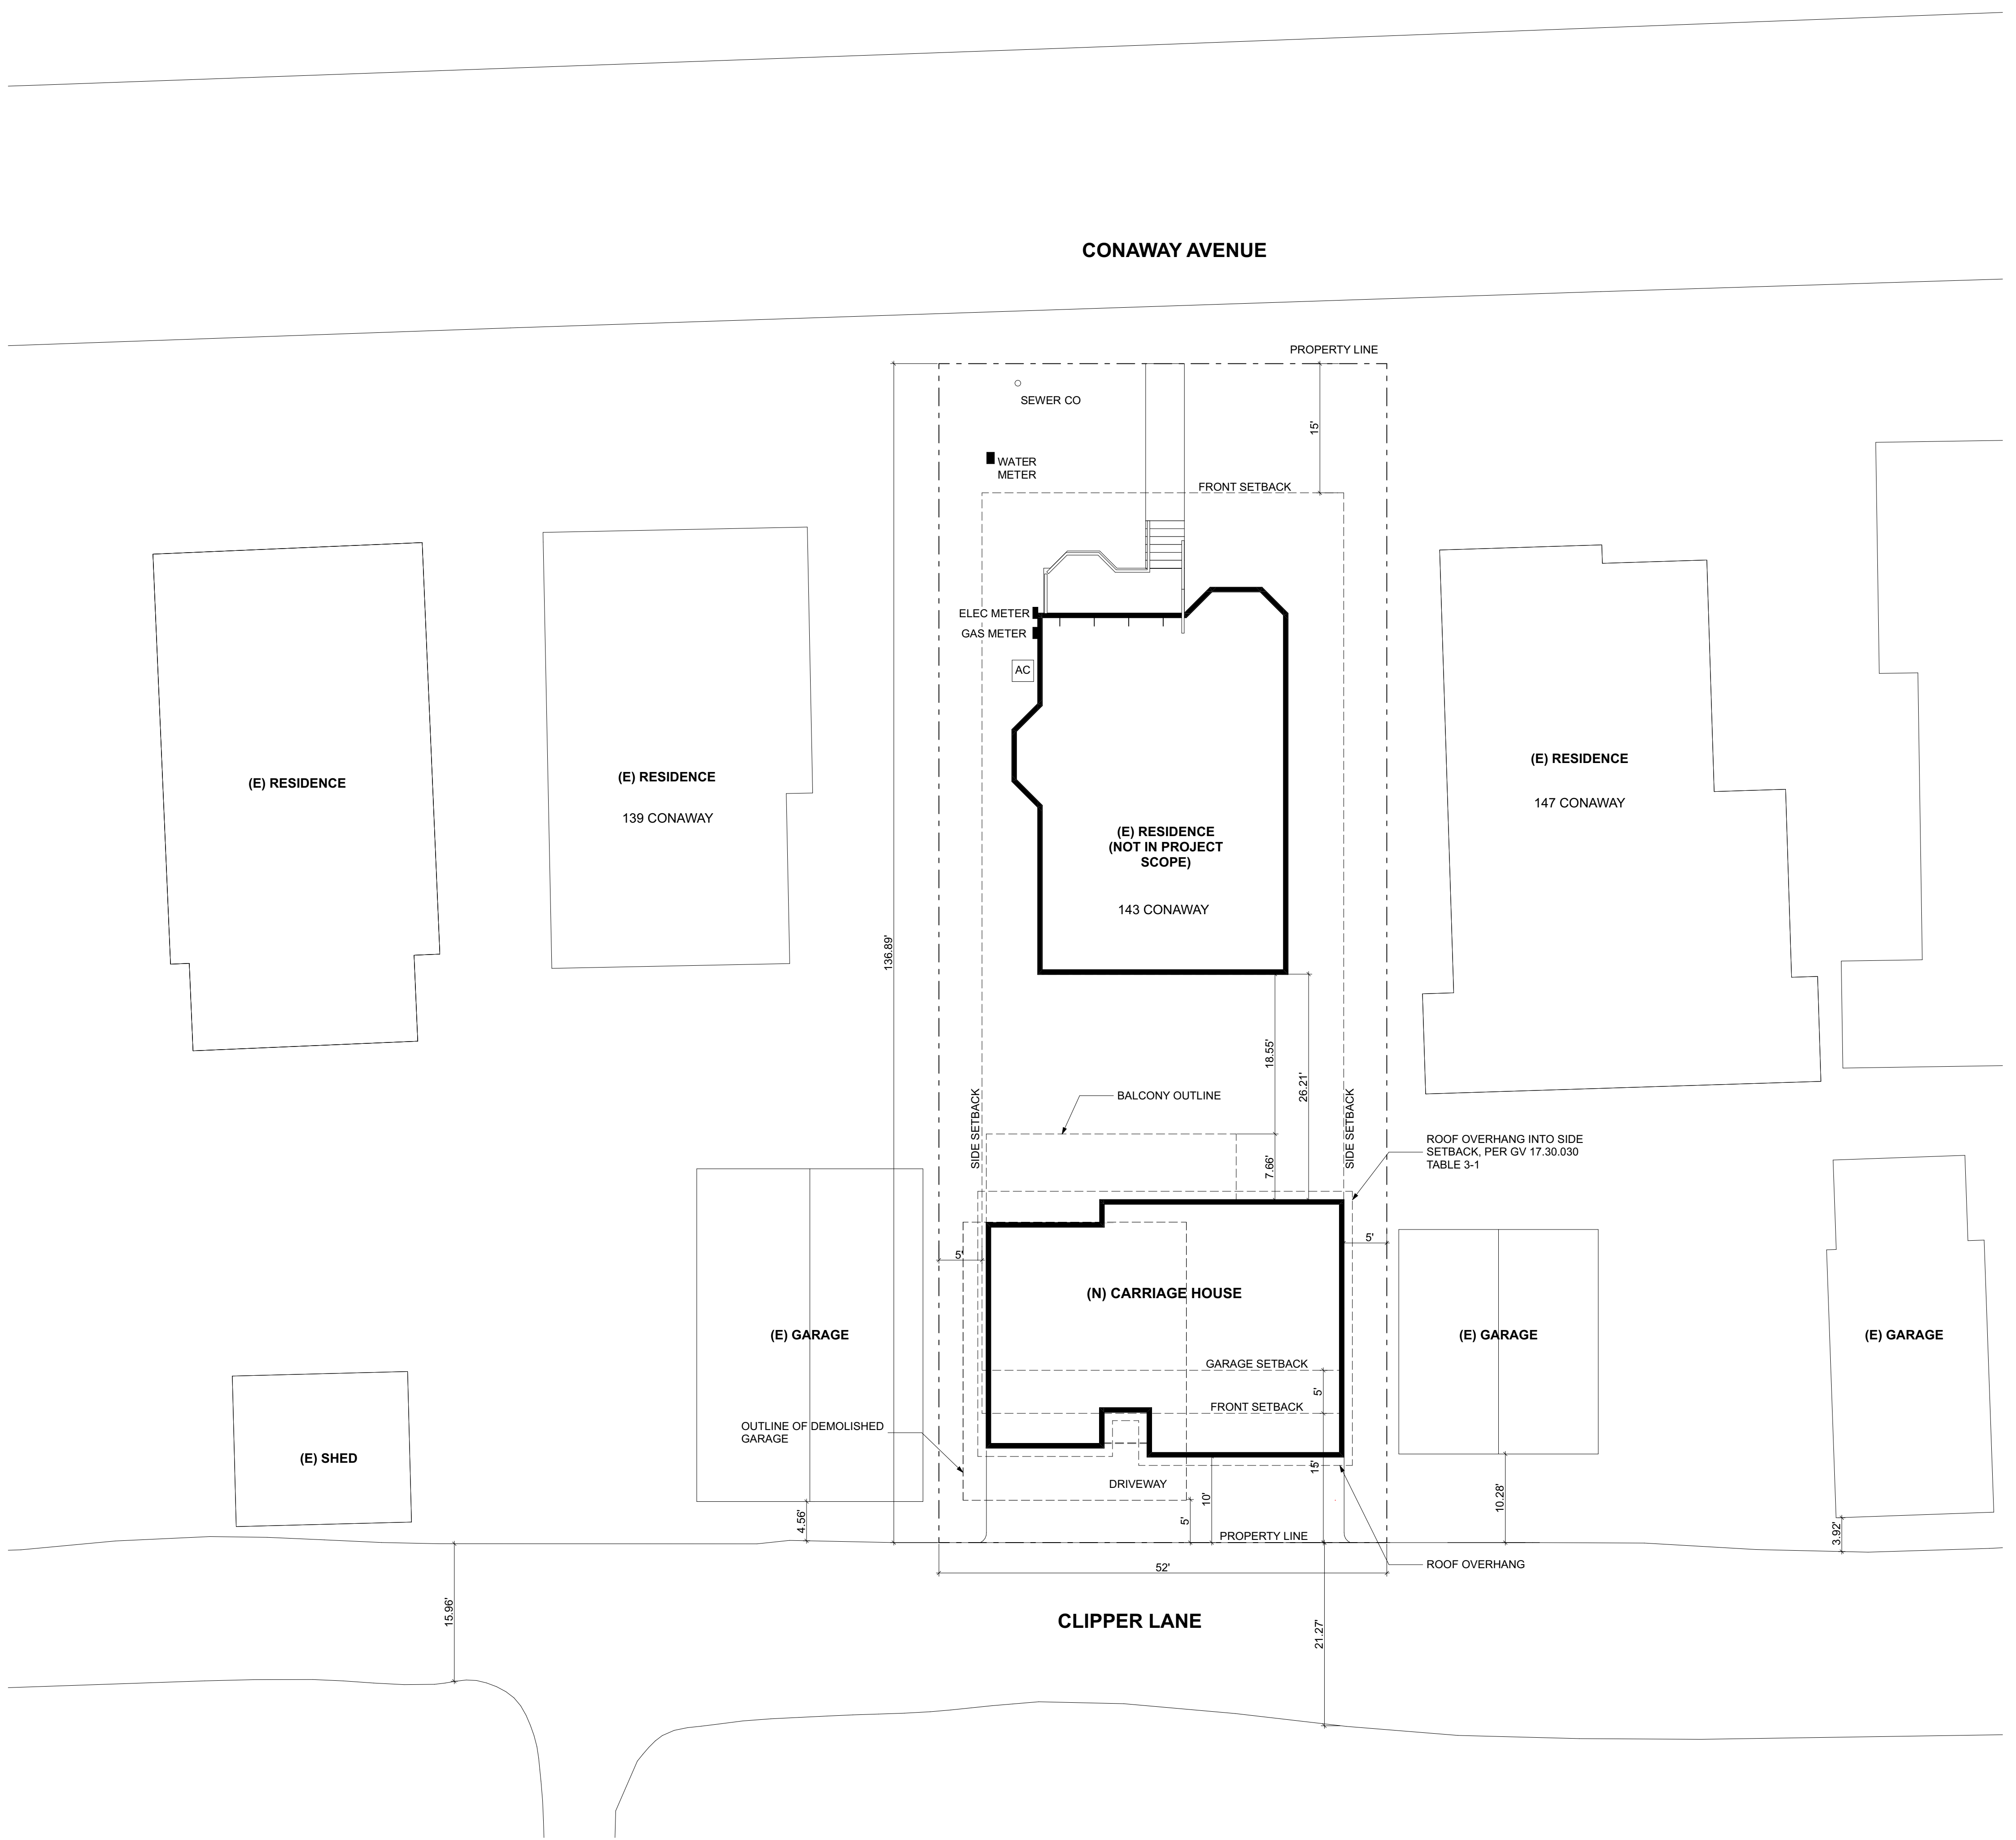 CONAWAY AVENUE
PROPERTY LINE
SEWER CO
15'
WATER
METER
FRONT SETBACK
ELEC METER
GAS METER
AC
(E) RESIDENCE
(E) RESIDENCE
139 CONAWAY
(E) RESIDENCE
(NOT IN PROJECT
SCOPE)
143 CONAWAY
(E) RESIDENCE
147 CONAWAY
136.89'
18.55'
26.21'
BALCONY OUTLINE
SIDE SETBACK
SIDE SETBACK
7.66'
ROOF OVERHANG INTO SIDE
SETBACK, PER GV 17.30.030
TABLE 3-1
5'
5'
(N) CARRIAGE HOUSE
(E) GARAGE
(E) GARAGE
(E) GARAGE
GARAGE SETBACK
5'
FRONT SETBACK
OUTLINE OF DEMOLISHED
GARAGE
(E) SHED
15'
DRIVEWAY
10'
5'
4.56'
10.28'
3.92'
PROPERTY LINE
ROOF OVERHANG
52'
15.96'
CLIPPER LANE
21.27'